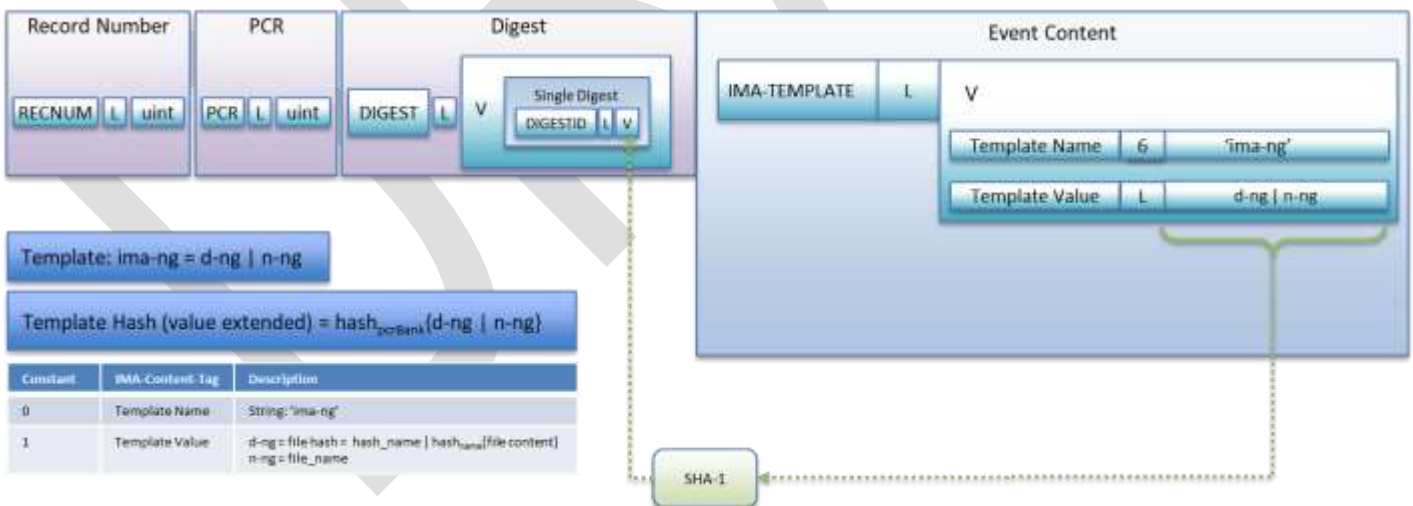 Record Number
PCR
Digest
Event Content
RECNUM L uint
PCR L uint
DIGEST L V
Single Digest
DIGESTID L V
IMA-TEMPLATE L V
Template Name 6 'ima-ng'
Template Value L d-ng | n-ng
Template: ima-ng = d-ng | n-ng
Template Hash (value extended) = hashpcrBank{d-ng | n-ng}
Constant IMA-Content-Tag Description
0 Template Name String: 'ima-ng'
1 Template Value d-ng = file hash = hash_name | hashname{file content}
n-ng = file_name
SHA-1